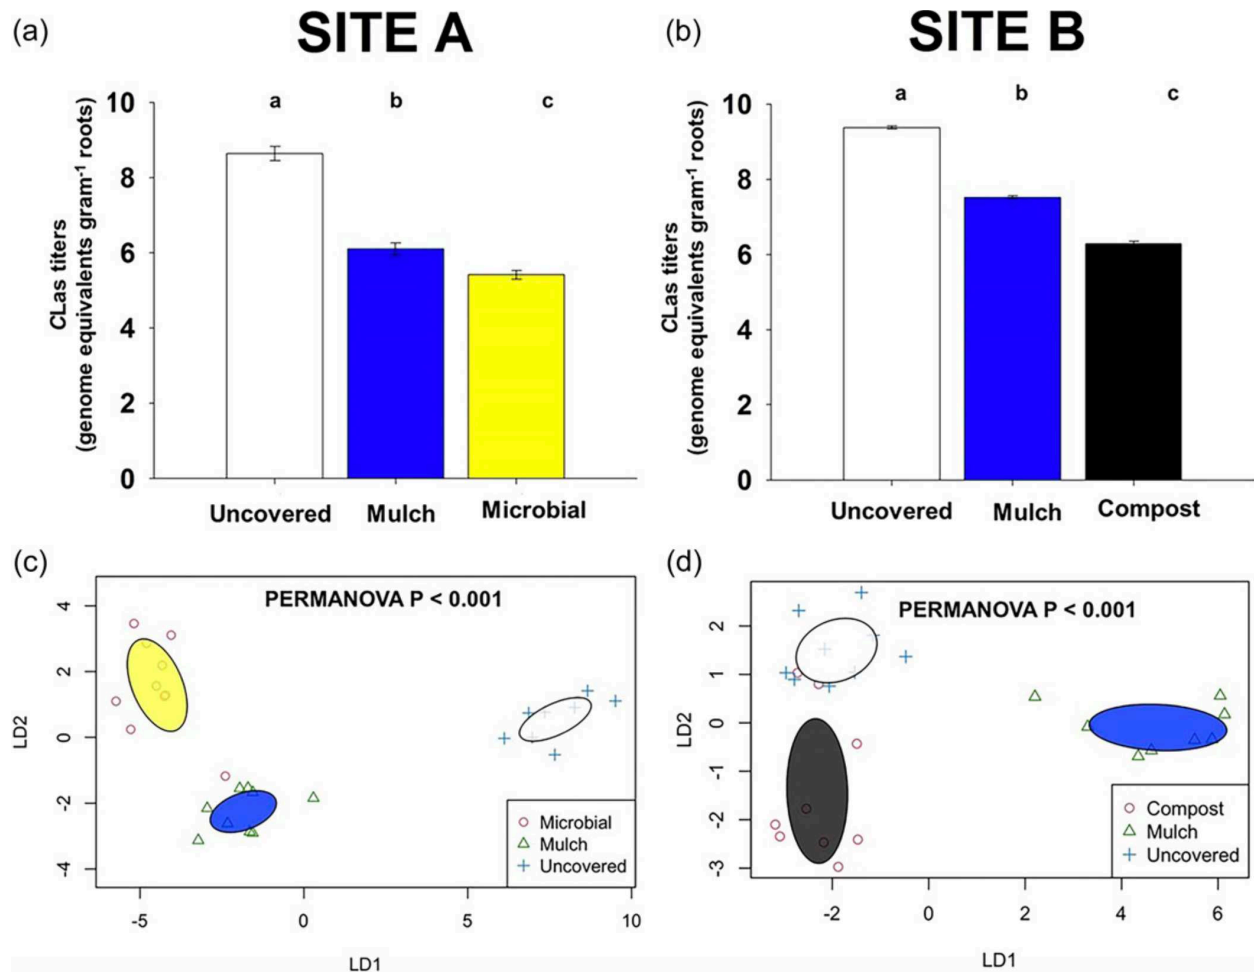 (a) SITE A
a b c
10
8
6
4
2
0
CLas titers
(genome equivalents gram-1 roots)
Uncovered Mulch Microbial
(b) SITE B
a b c
10
8
6
4
2
0
CLas titers
(genome equivalents gram-1 roots)
Uncovered Mulch Compost
(c)
PERMANOVA P < 0.001
4
2
0
-2
-4
LD2
Microbial
Mulch
Uncovered
-5 0 5 10
LD1
(d)
PERMANOVA P < 0.001
2
1
0
-1
-2
-3
LD2
Compost
Mulch
Uncovered
-2 0 2 4 6
LD1